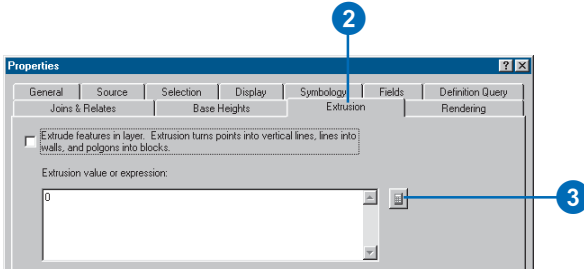 2
Properties
General Source Selection Display Symbology Fields Definition Query
Joins & Relates Base Heights Extrusion Rendering
Extrude features in layer. Extrusion turns points into vertical lines, lines into
walls, and polgons into blocks.
Extrusion value or expression:
0
3